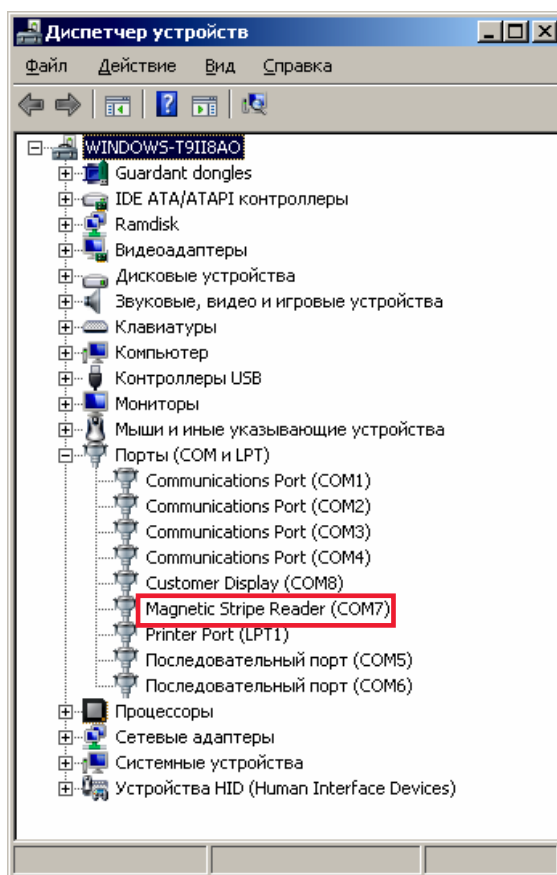 Диспетчер устройств
Файл Действие Вид Справка
WINDOWS-T9II8AO
Guardant dongles
IDE ATA/ATAPI контроллеры
Ramdisk
Видеоадаптеры
Дисковые устройства
Звуковые, видео и игровые устройства
Клавиатуры
Компьютер
Контроллеры USB
Мониторы
Мыши и иные указывающие устройства
Порты (COM и LPT)
Communications Port (COM1)
Communications Port (COM2)
Communications Port (COM3)
Communications Port (COM4)
Customer Display (COM8)
Magnetic Stripe Reader (COM7)
Printer Port (LPT1)
Последовательный порт (COM5)
Последовательный порт (COM6)
Процессоры
Сетевые адаптеры
Системные устройства
Устройства HID (Human Interface Devices)